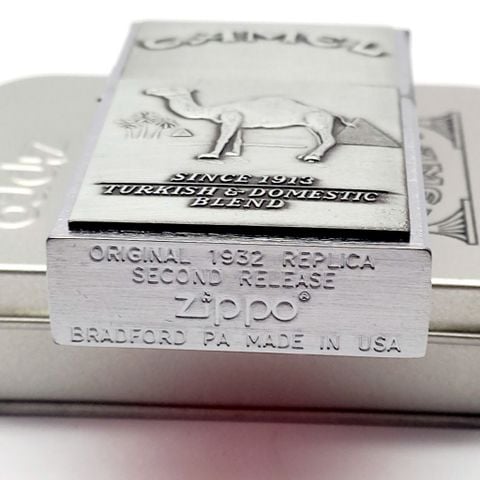 CAMEL
SINCE 1913
TURKISH & DOMESTIC
BLEND
ORIGINAL 1932 REPLICA
SECOND RELEASE
Zippo®
BRADFORD PA MADE IN USA